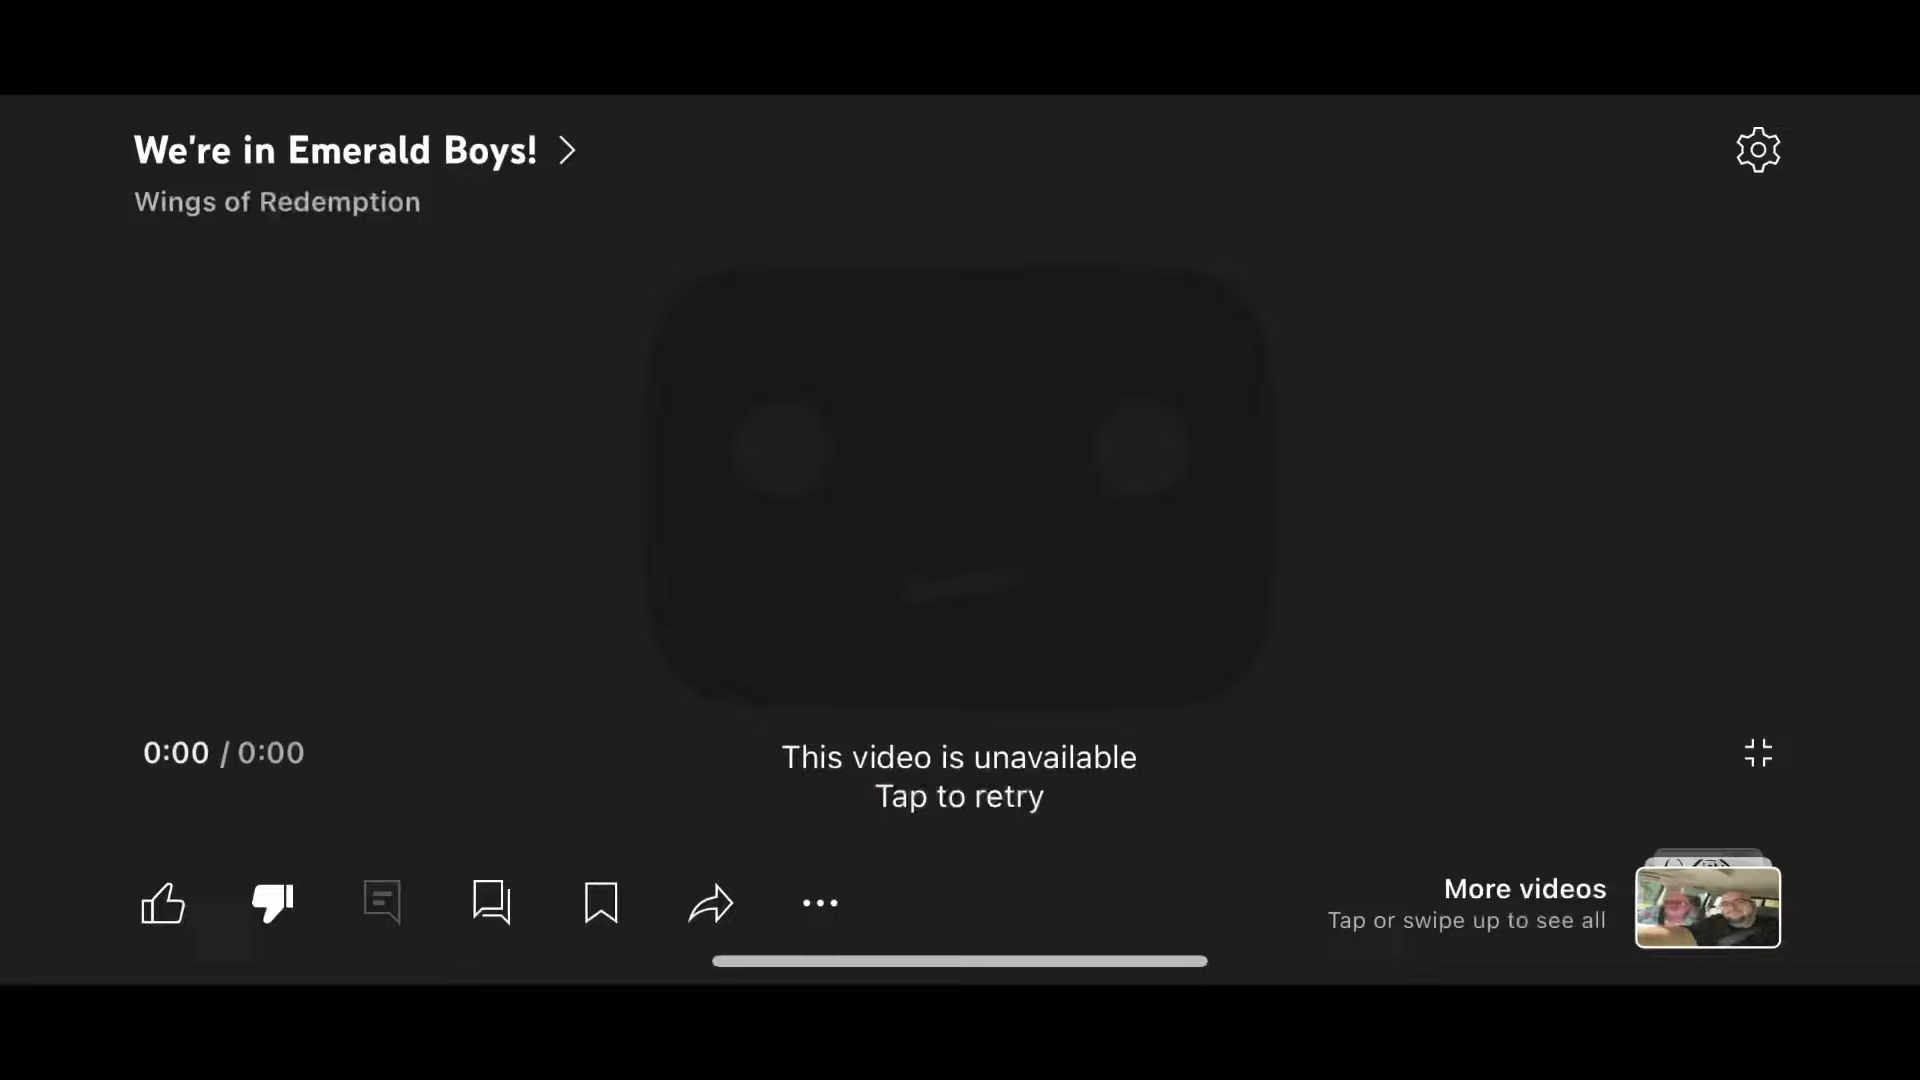 We're in Emerald Boys!
Wings of Redemption
0:00 / 0:00
This video is unavailable
Tap to retry
More videos
Tap or swipe up to see all